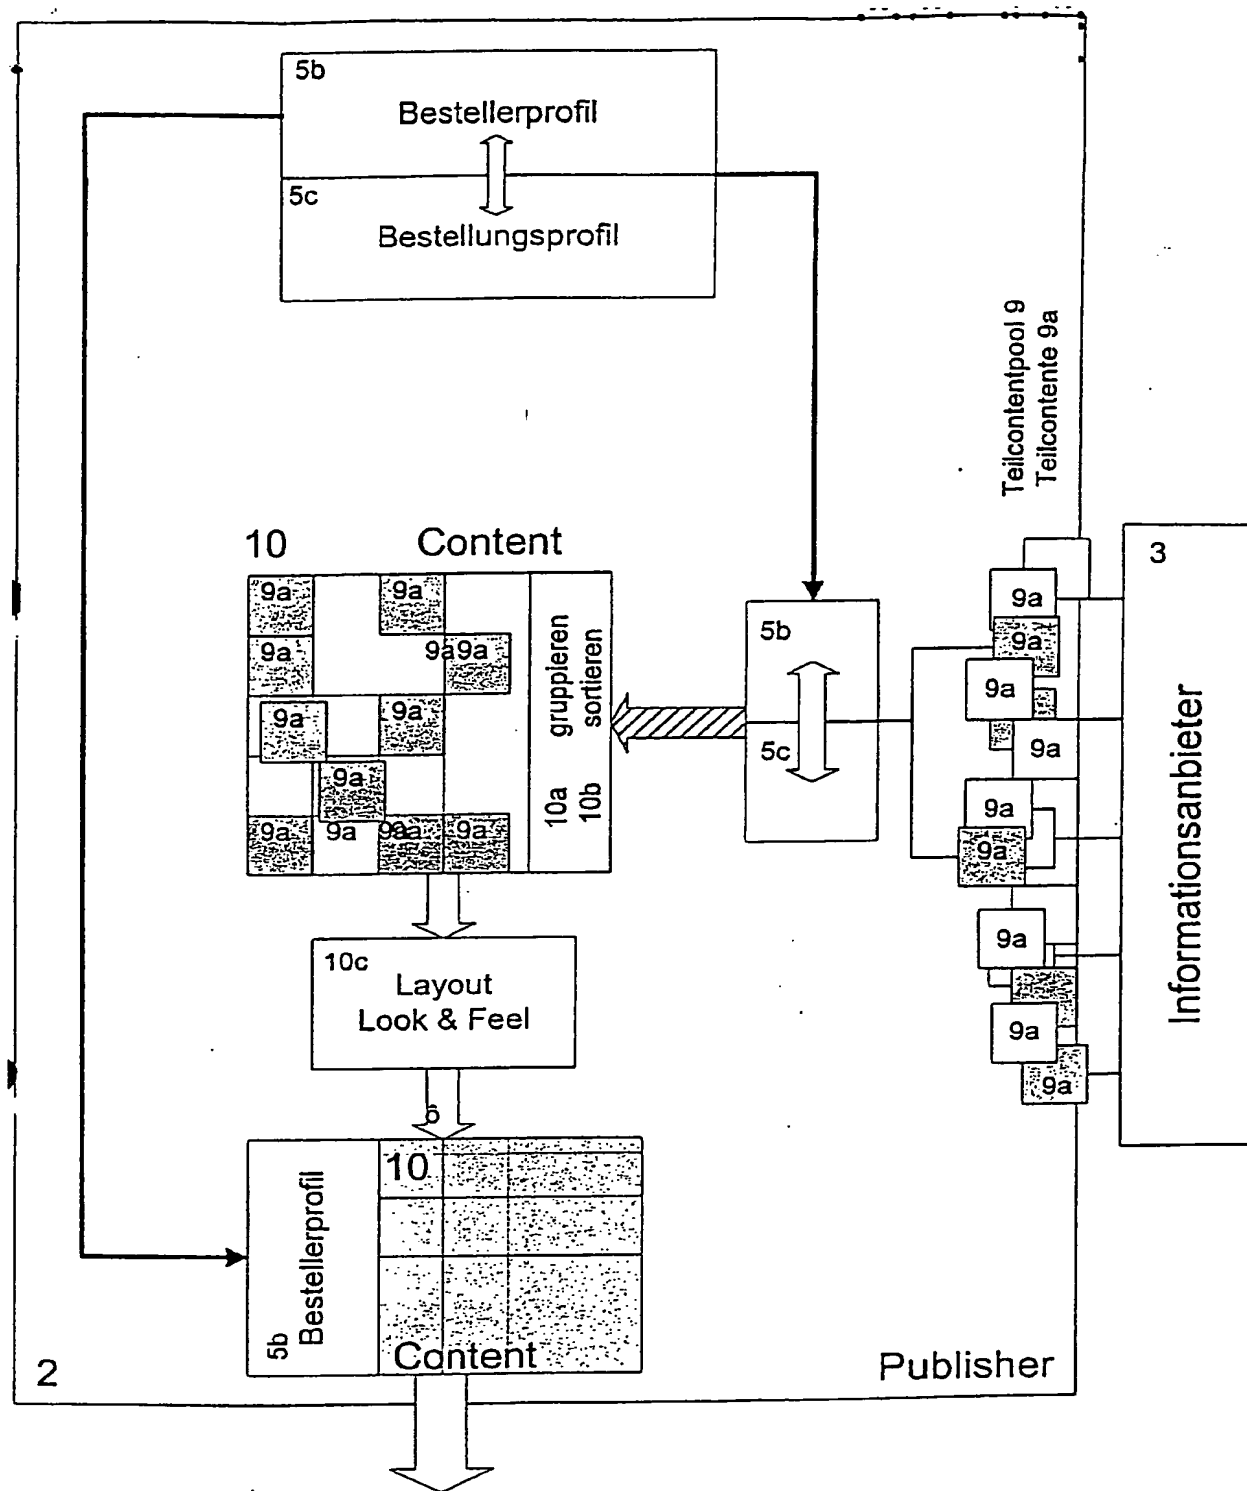 5b
Bestellerprofil
5c
Bestellungsprofil
Teilcontentpool 9
Teilcontente 9a
10
Content
9a
9a
9a
9a9a
9a
9a
9a
9a
9a
9a
9a
gruppieren
sortieren
10a
10b
5b
5c
9a
9a
9a
9a
9a
9a
9a
9a
9a
3
Informationsanbieter
10c
Layout
Look & Feel
5b
Bestellerprofil
10
Content
2
Publisher